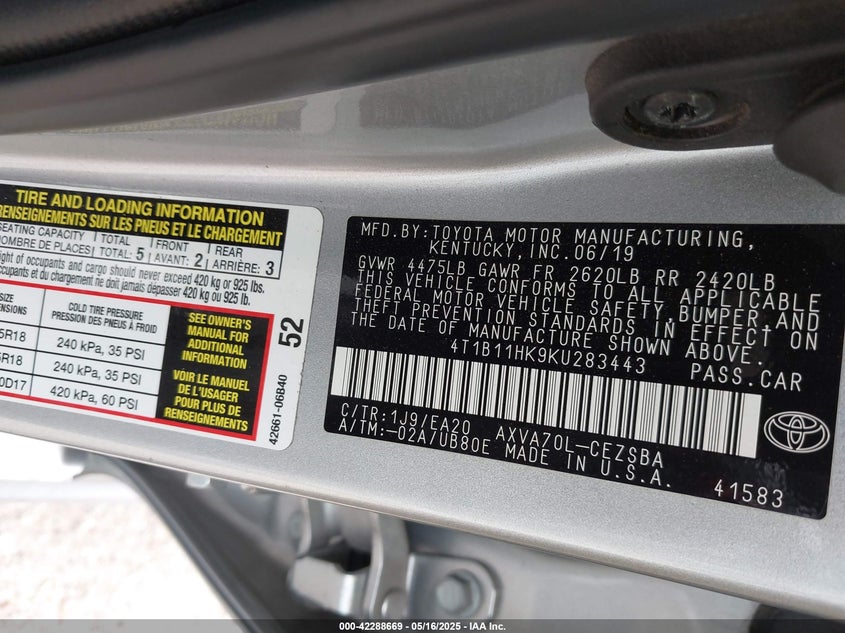 TIRE AND LOADING INFORMATION
RENSEIGNEMENTS SUR LES PNEUS ET LE CHARGEMENT
SEATING CAPACITY TOTAL FRONT REAR
NOMBRE DE PLACES TOTAL: 5 AVANT: 2 ARRIÈRE: 3
weight of occupants and cargo should never exceed 420 kg or 925 lbs.
occupants et du chargement ne doit jamais dépasser 420 kg ou 925 lb.
COLD TIRE PRESSURE
PRESSION DES PNEUS À FROID
5R18 240 kPa, 35 PSI
5R18 240 kPa, 35 PSI
0D17 420 kPa, 60 PSI
SEE OWNER'S
MANUAL FOR
ADDITIONAL
INFORMATION
VOIR LE MANUEL
DE L'USAGER
POUR PLUS DE
RENSEIGNEMENTS
52
42661-06B40
MFD.BY:TOYOTA MOTOR MANUFACTURING,
KENTUCKY, INC.06/19
GVWR 4475LB GAWR FR 2620LB RR 2420LB
THIS VEHICLE CONFORMS TO ALL APPLICABLE
FEDERAL MOTOR VEHICLE SAFETY,BUMPER,AND
THEFT PREVENTION STANDARDS IN EFFECT ON
THE DATE OF MANUFACTURE SHOWN ABOVE.
4T1B11HK9KU283443 PASS.CAR
C/TR:1J9/EA20 AXVA70L-CEZSBA
A/TM:-02A/UB80E MADE IN U.S.A.
41583
000-42288669 - 05/16/2025 - IAA Inc.